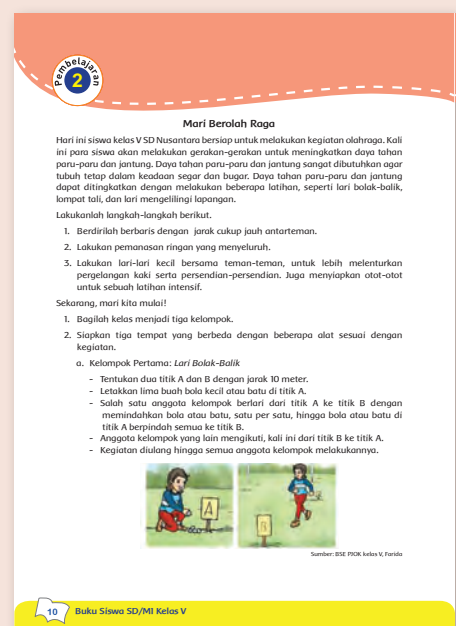 Pembelajaran
2
Mari Berolah Raga
Hari ini siswa kelas V SD Nusantara bersiap untuk melakukan kegiatan olahraga. Kali
ini para siswa akan melakukan gerakan-gerakan untuk meningkatkan daya tahan
paru-paru dan jantung. Daya tahan paru-paru dan jantung sangat dibutuhkan agar
tubuh tetap dalam keadaan segar dan bugar. Daya tahan paru-paru dan jantung
dapat ditingkatkan dengan melakukan beberapa latihan, seperti lari bolak-balik,
lompat tali, dan lari mengelilingi lapangan.
Lakukanlah langkah-langkah berikut.
1. Berdirilah berbaris dengan jarak cukup jauh antarteman.
2. Lakukan pemanasan ringan yang menyeluruh.
3. Lakukan lari-lari kecil bersama teman-teman, untuk lebih melenturkan
pergelangan kaki serta persendian-persendian. Juga menyiapkan otot-otot
untuk sebuah latihan intensif.
Sekarang, mari kita mulai!
1. Bagilah kelas menjadi tiga kelompok.
2. Siapkan tiga tempat yang berbeda dengan beberapa alat sesuai dengan
kegiatan.
a. Kelompok Pertama: Lari Bolak-Balik
- Tentukan dua titik A dan B dengan jarak 10 meter.
- Letakkan lima buah bola kecil atau batu di titik A.
- Salah satu anggota kelompok berlari dari titik A ke titik B dengan
memindahkan bola atau batu, satu per satu, hingga bola atau batu di
titik A berpindah semua ke titik B.
- Anggota kelompok yang lain mengikuti, kali ini dari titik B ke titik A.
- Kegiatan diulang hingga semua anggota kelompok melakukannya.
A
B
Sumber: BSE PJOK kelas V, Farida
10
Buku Siswa SD/MI Kelas V